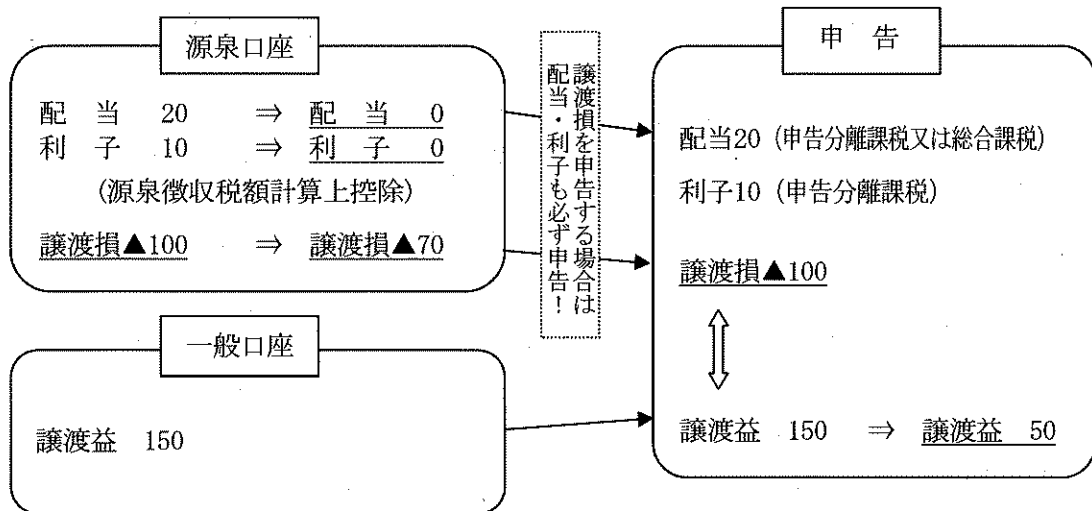 源泉口座
配 当 20 ⇒ 配 当 0
利 子 10 ⇒ 利 子 0
(源泉徴収税額計算上控除)
譲渡損▲100 ⇒ 譲渡損▲70
一般口座
譲渡益 150
譲渡損を申告する場合は
配当・利子も必ず申告！
申 告
配当20 (申告分離課税又は総合課税)
利子10 (申告分離課税)
譲渡損▲100
譲渡益 150 ⇒ 譲渡益 50